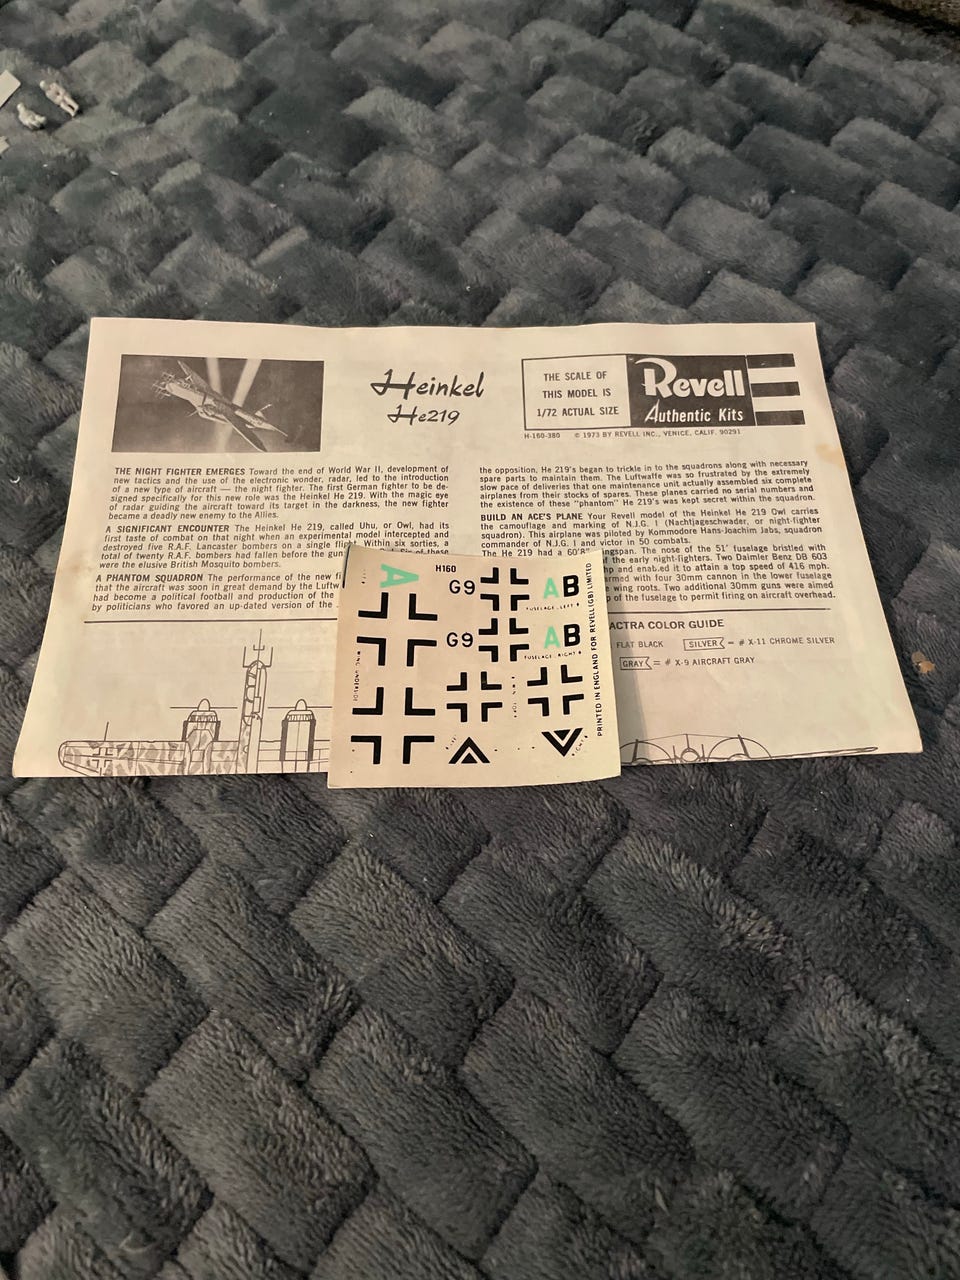 Heinkel
He219
THE SCALE OF
THIS MODEL IS
1/72 ACTUAL SIZE
Revell
Authentic Kits
H-160-380 © 1973 BY REVELL INC., VENICE, CALIF. 90291
THE NIGHT FIGHTER EMERGES Toward the end of World War II, development of
new tactics and the use of the electronic wonder, radar, led to the introduction
of a new type of aircraft — the night fighter. The first German fighter to be de-
signed specifically for this new role was the Heinkel He 219. With the magic eye
of radar guiding the aircraft toward its target in the darkness, the new fighter
became a deadly new enemy to the Allies.
A SIGNIFICANT ENCOUNTER The Heinkel He 219, called Uhu, or Owl, had its
first taste of combat on that night when an experimental model intercepted and
destroyed five R.A.F. Lancaster bombers on a single flight. Within six sorties, a
total of twenty R.A.F. bombers had fallen before the gu Six of these
were the elusive British Mosquito bombers.
A PHANTOM SQUADRON The performance of the new fi
that the aircraft was soon in great demand by the Luftw
had become a political football and production of the
by politicians who favored an up-dated version of the
the opposition, He 219's began to trickle in to the squadrons along with necessary
spare parts to maintain them. The Luftwaffe was so frustrated by the extremely
slow pace of deliveries that one maintenance unit actually assembled six complete
airplanes from their stocks of spares. These planes carried no serial numbers and
the existence of these "phantom" He 219's was kept secret within the squadron.
BUILD AN ACE'S PLANE Your Revell model of the Heinkel He 219 Owl carries
the camouflage and marking of N.J.G. I (Nachtjageschwader, or night-fighter
squadron). This airplane was piloted by Kommodore Hans-Joachim Jabs, squadron
commander of N.J.G. I and victor in 50 combats.
The He 219 had a 60'8" ngspan. The nose of the 51' fuselage bristled with
of the early night-fighters. Two Daimler Benz DB 603
hp and enabled it to attain a top speed of 416 mph.
armed with four 30mm cannon in the lower fuselage
e wing roots. Two additional 30mm guns were aimed
p of the fuselage to permit firing on aircraft overhead.
ACTRA COLOR GUIDE
FLAT BLACK SILVER = # X-11 CHROME SILVER
GRAY = # X-9 AIRCRAFT GRAY
A
H160
G9 AB
FUSELAGE LEFT
G9 AB
FUSELAGE RIGHT
RIGHT
PRINTED IN ENGLAND FOR REVELL (GB) LIMITED